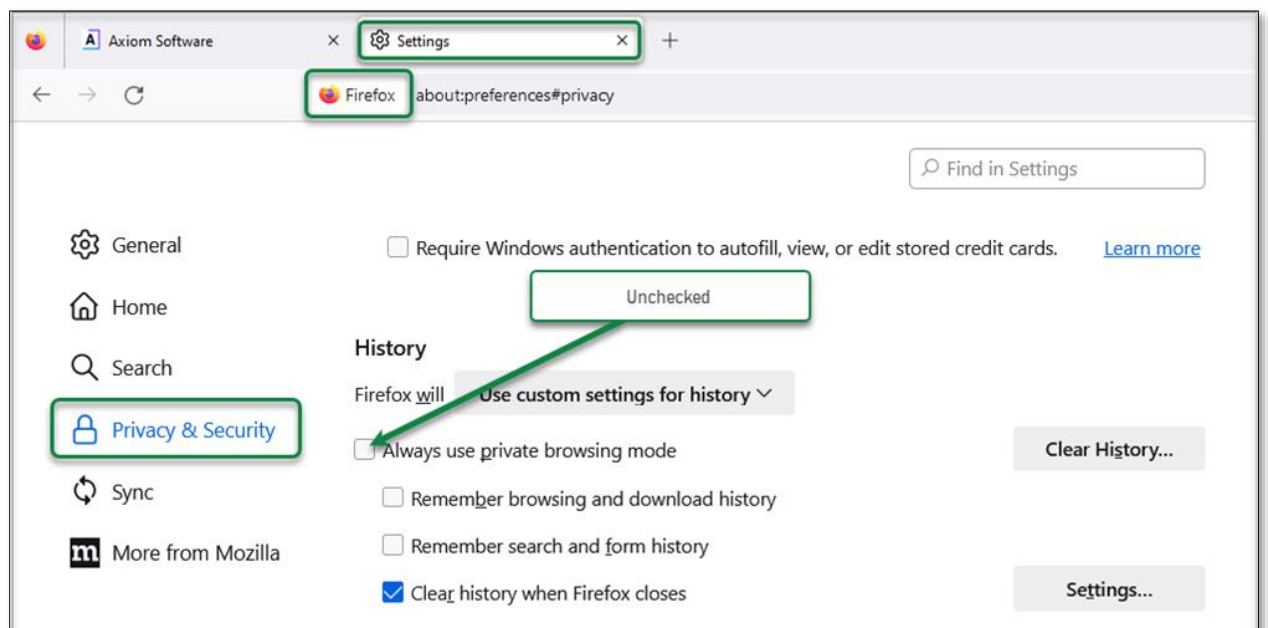 Axiom Software
Settings
Firefox about:preferences#privacy
Find in Settings
General
Require Windows authentication to autofill, view, or edit stored credit cards. Learn more
Unchecked
Home
History
Search
Firefox will Use custom settings for history
Privacy & Security
Always use private browsing mode
Clear History...
Sync
Remember browsing and download history
m More from Mozilla
Remember search and form history
Clear history when Firefox closes
Settings...